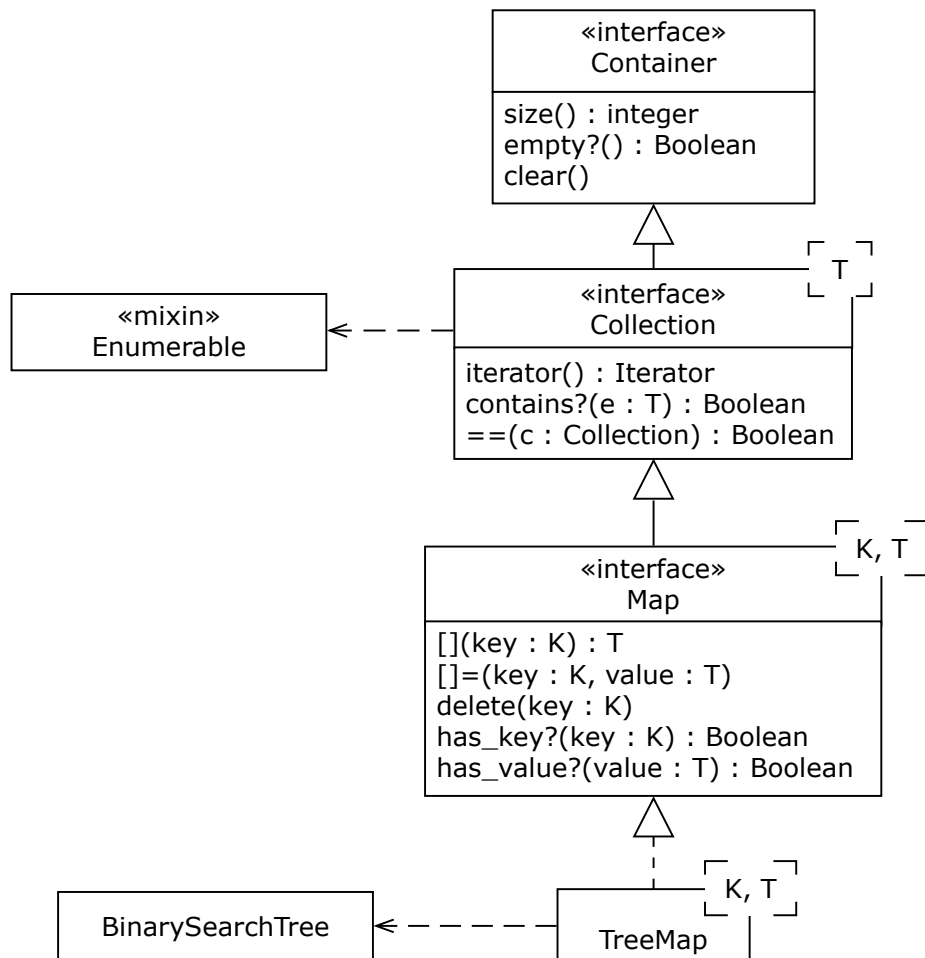 «interface»
Container
size() : integer
empty?() : Boolean
clear()
T
«interface»
Collection
«mixin»
Enumerable
iterator() : Iterator
contains?(e : T) : Boolean
==(c : Collection) : Boolean
K, T
«interface»
Map
[](key : K) : T
[]=(key : K, value : T)
delete(key : K)
has_key?(key : K) : Boolean
has_value?(value : T) : Boolean
K, T
BinarySearchTree
TreeMap